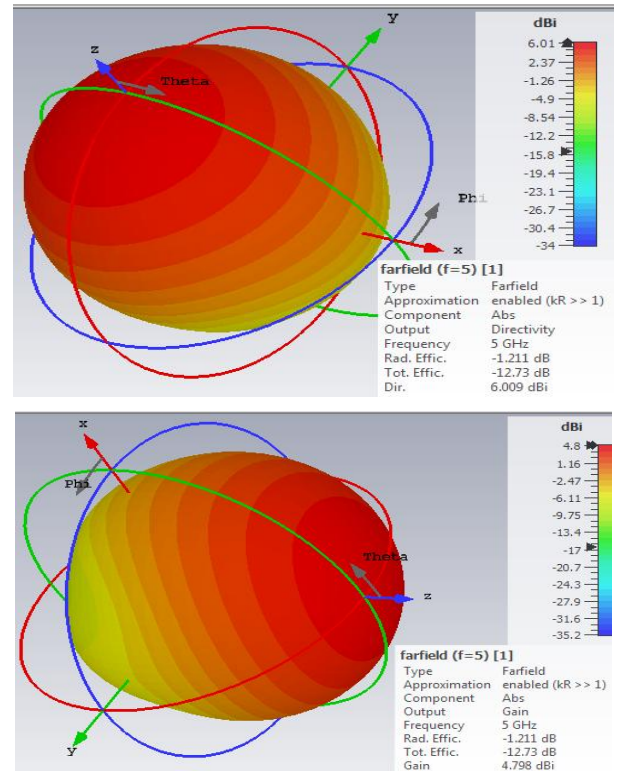 y
dBi
z
6.01
Theta
2.37
-1.26
-4.9
-8.54
-12.2
-15.8
-19.4
Phi
-23.1
-26.7
x
-30.4
-34
farfield (f=5) [1]
Type Farfield
Approximation enabled (kR >> 1)
Component Abs
Output Directivity
Frequency 5 GHz
Rad. Effic. -1.211 dB
Tot. Effic. -12.73 dB
Dir. 6.009 dBi
x
dBi
4.8
Phi
1.16
-2.47
-6.11
-9.75
-13.4
Theta
-17
z
-20.7
-24.3
-27.9
-31.6
-35.2
y
farfield (f=5) [1]
Type Farfield
Approximation enabled (kR >> 1)
Component Abs
Output Gain
Frequency 5 GHz
Rad. Effic. -1.211 dB
Tot. Effic. -12.73 dB
Gain 4.798 dBi